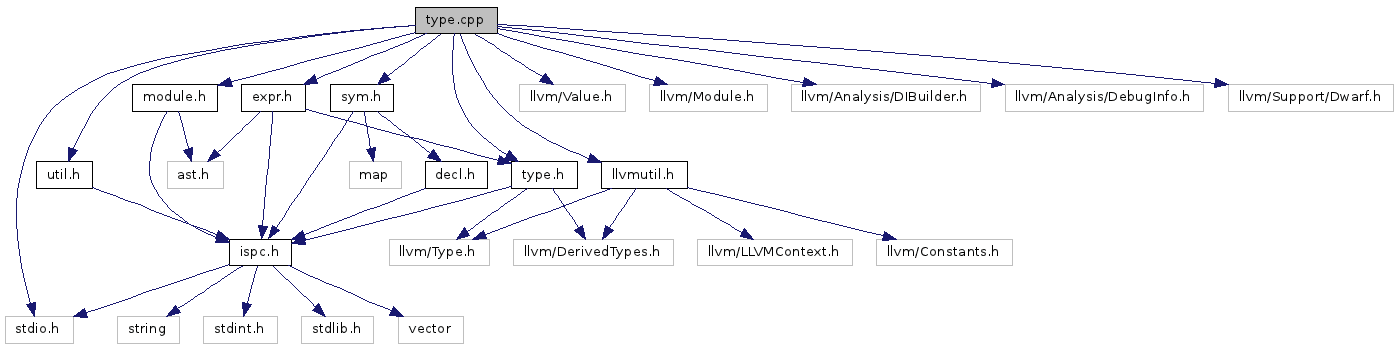 type.cpp
module.h
expr.h
sym.h
llvm/Value.h
llvm/Module.h
llvm/Analysis/DIBuilder.h
llvm/Analysis/DebugInfo.h
llvm/Support/Dwarf.h
util.h
ast.h
map
decl.h
type.h
llvmutil.h
ispc.h
llvm/Type.h
llvm/DerivedTypes.h
llvm/LLVMContext.h
llvm/Constants.h
stdio.h
string
stdint.h
stdlib.h
vector